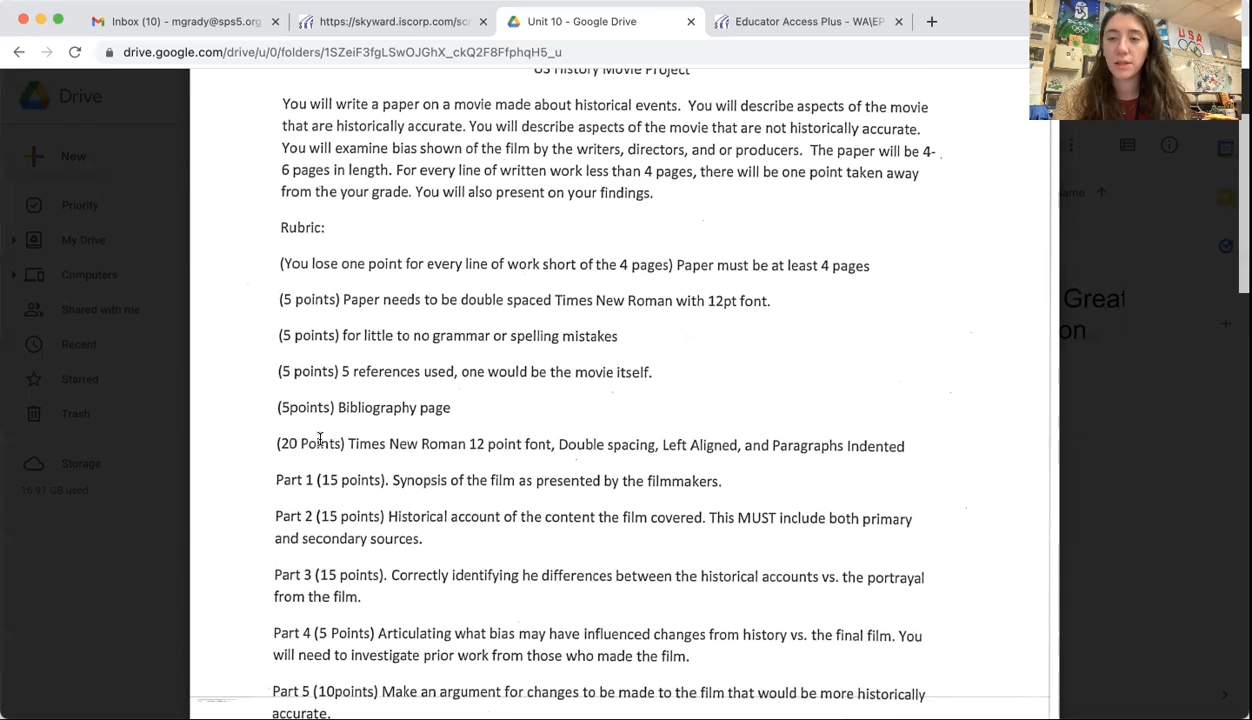 Inbox (10) - mgrady@sps5.org
https://skyward.iscorp.com/scr
Unit 10 - Google Drive
Educator Access Plus - WA\EP
drive.google.com/drive/u/0/folders/1SZeiF3fgLSwOJGhX_ckQ2F8FfphqH5_u
Drive
New
Priority
My Drive
Computers
Shared with me
Recent
Starred
Trash
Storage
16.91 GB used
US History Movie Project
You will write a paper on a movie made about historical events. You will describe aspects of the movie
that are historically accurate. You will describe aspects of the movie that are not historically accurate.
You will examine bias shown of the film by the writers, directors, and or producers. The paper will be 4-
6 pages in length. For every line of written work less than 4 pages, there will be one point taken away
from the your grade. You will also present on your findings.
Rubric:
(You lose one point for every line of work short of the 4 pages) Paper must be at least 4 pages
(5 points) Paper needs to be double spaced Times New Roman with 12pt font.
(5 points) for little to no grammar or spelling mistakes
(5 points) 5 references used, one would be the movie itself.
(5points) Bibliography page
(20 Points) Times New Roman 12 point font, Double spacing, Left Aligned, and Paragraphs Indented
Part 1 (15 points). Synopsis of the film as presented by the filmmakers.
Part 2 (15 points) Historical account of the content the film covered. This MUST include both primary
and secondary sources.
Part 3 (15 points). Correctly identifying he differences between the historical accounts vs. the portrayal
from the film.
Part 4 (5 Points) Articulating what bias may have influenced changes from history vs. the final film. You
will need to investigate prior work from those who made the film.
Part 5 (10points) Make an argument for changes to be made to the film that would be more historically
accurate.
ame
Great
on
USA